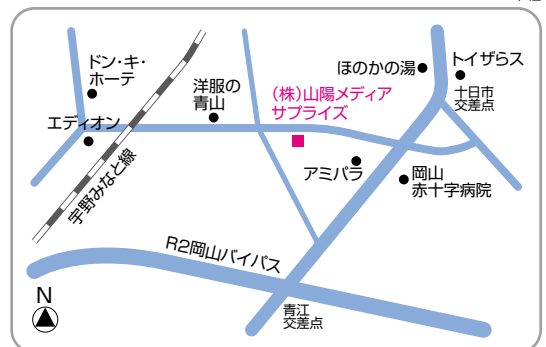 ドン・キ・
ホーテ
エディオン
洋服の
青山
(株)山陽メディア
サプライズ
ほのかの湯
トイザらス
十日市
交差点
アミパラ
岡山
赤十字病院
宇野みなと線
R2岡山バイパス
青江
交差点
N